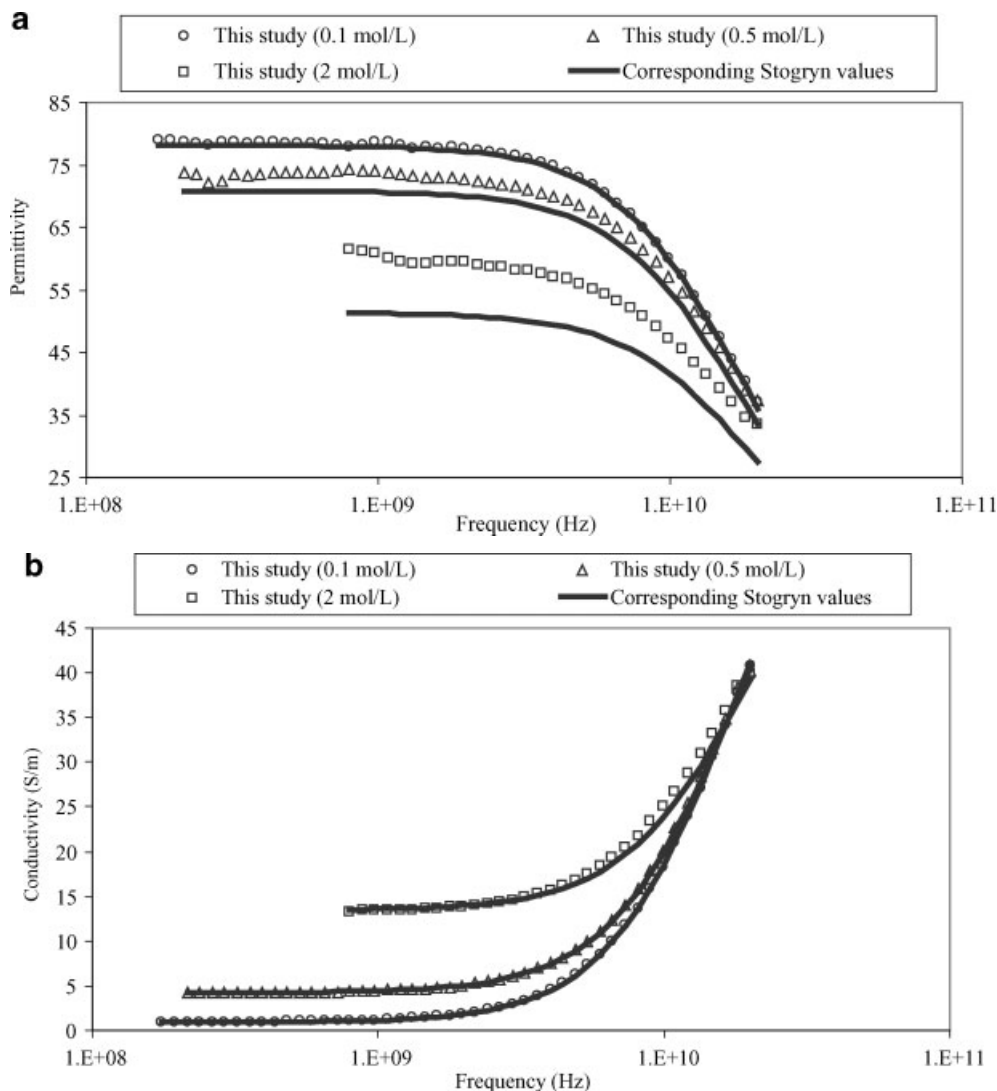 a
This study (0.1 mol/L)
This study (0.5 mol/L)
This study (2 mol/L)
Corresponding Stogryn values
85
75
65
55
45
35
25
Permittivity
1.E+08
1.E+09
1.E+10
1.E+11
Frequency (Hz)
b
This study (0.1 mol/L)
This study (0.5 mol/L)
This study (2 mol/L)
Corresponding Stogryn values
45
40
35
30
25
20
15
10
5
0
Conductivity (S/m)
1.E+08
1.E+09
1.E+10
1.E+11
Frequency (Hz)